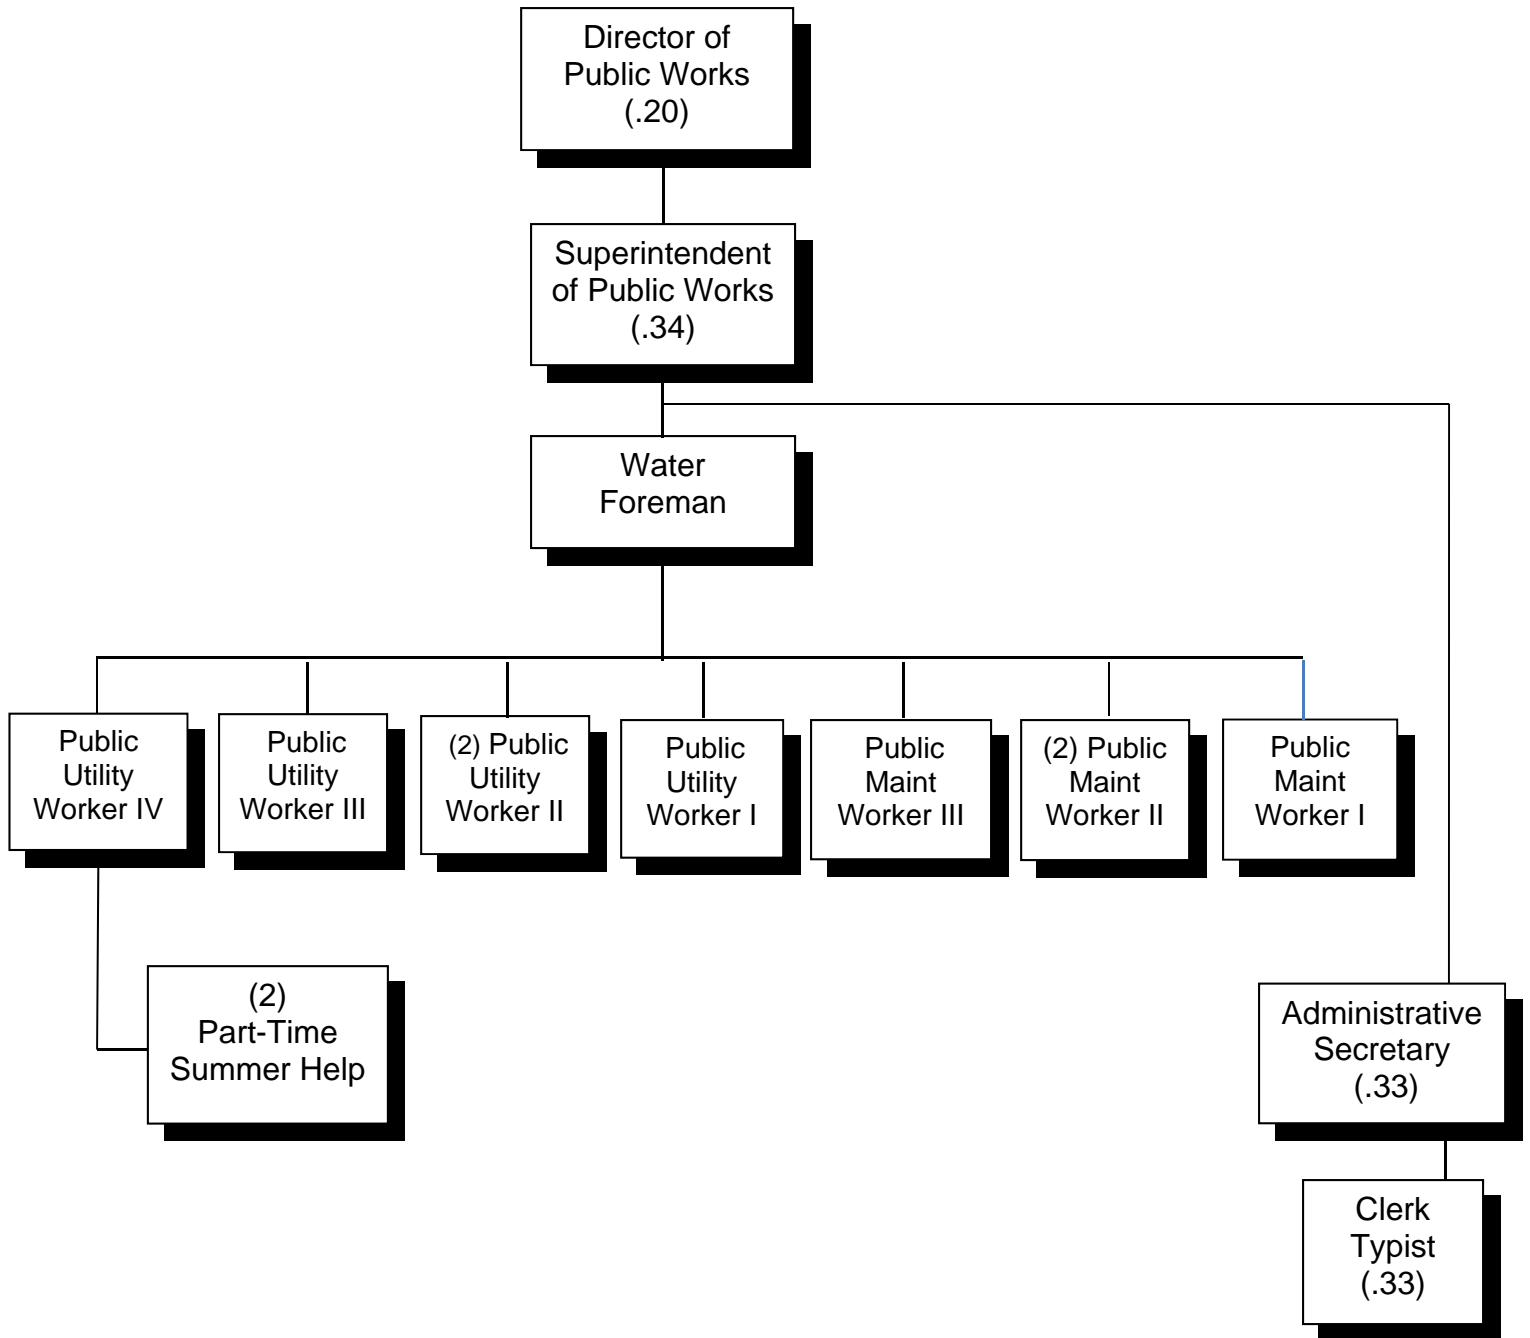 Director of
Public Works
(.20)
Superintendent
of Public Works
(.34)
Water
Foreman
Public
Utility
Worker IV
Public
Utility
Worker III
(2) Public
Utility
Worker II
Public
Utility
Worker I
Public
Maint
Worker III
(2) Public
Maint
Worker II
Public
Maint
Worker I
(2)
Part-Time
Summer Help
Administrative
Secretary
(.33)
Clerk
Typist
(.33)